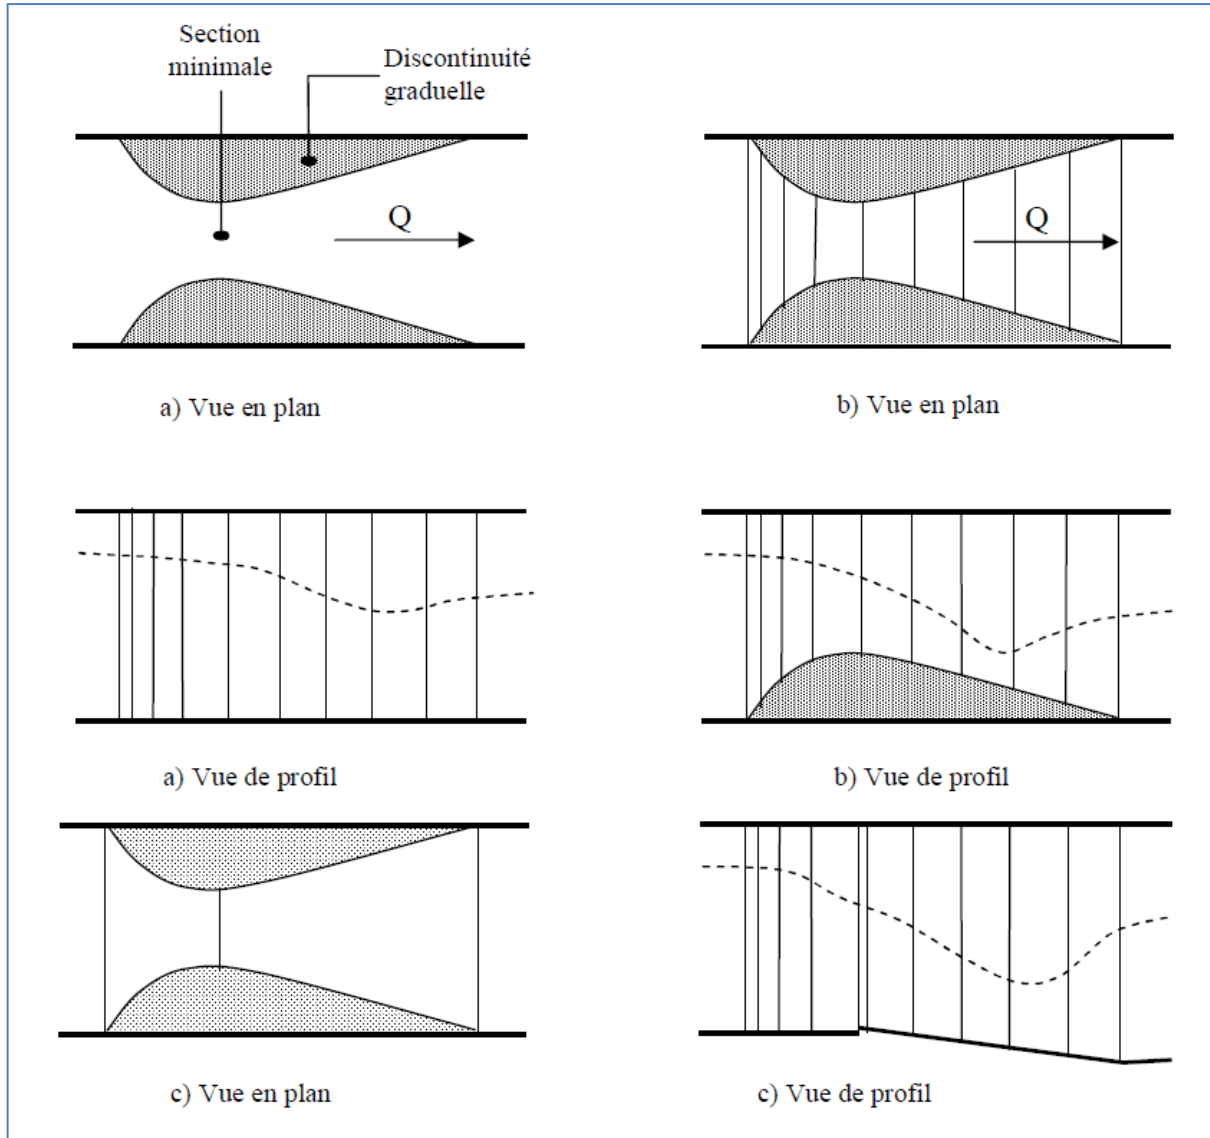 Section
minimale
Discontinuité
graduelle
Q
Q
a) Vue en plan
b) Vue en plan
a) Vue de profil
b) Vue de profil
c) Vue en plan
c) Vue de profil